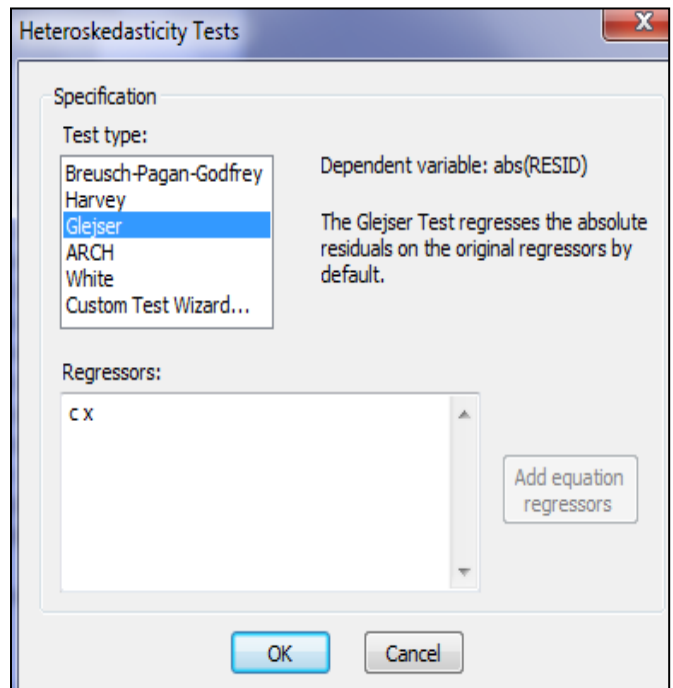 Heteroskedasticity Tests
X
Specification
Test type:
Breusch-Pagan-Godfrey
Harvey
Glejser
ARCH
White
Custom Test Wizard...
Dependent variable: abs(RESID)
The Glejser Test regresses the absolute
residuals on the original regressors by
default.
Regressors:
c x
Add equation
regressors
OK
Cancel